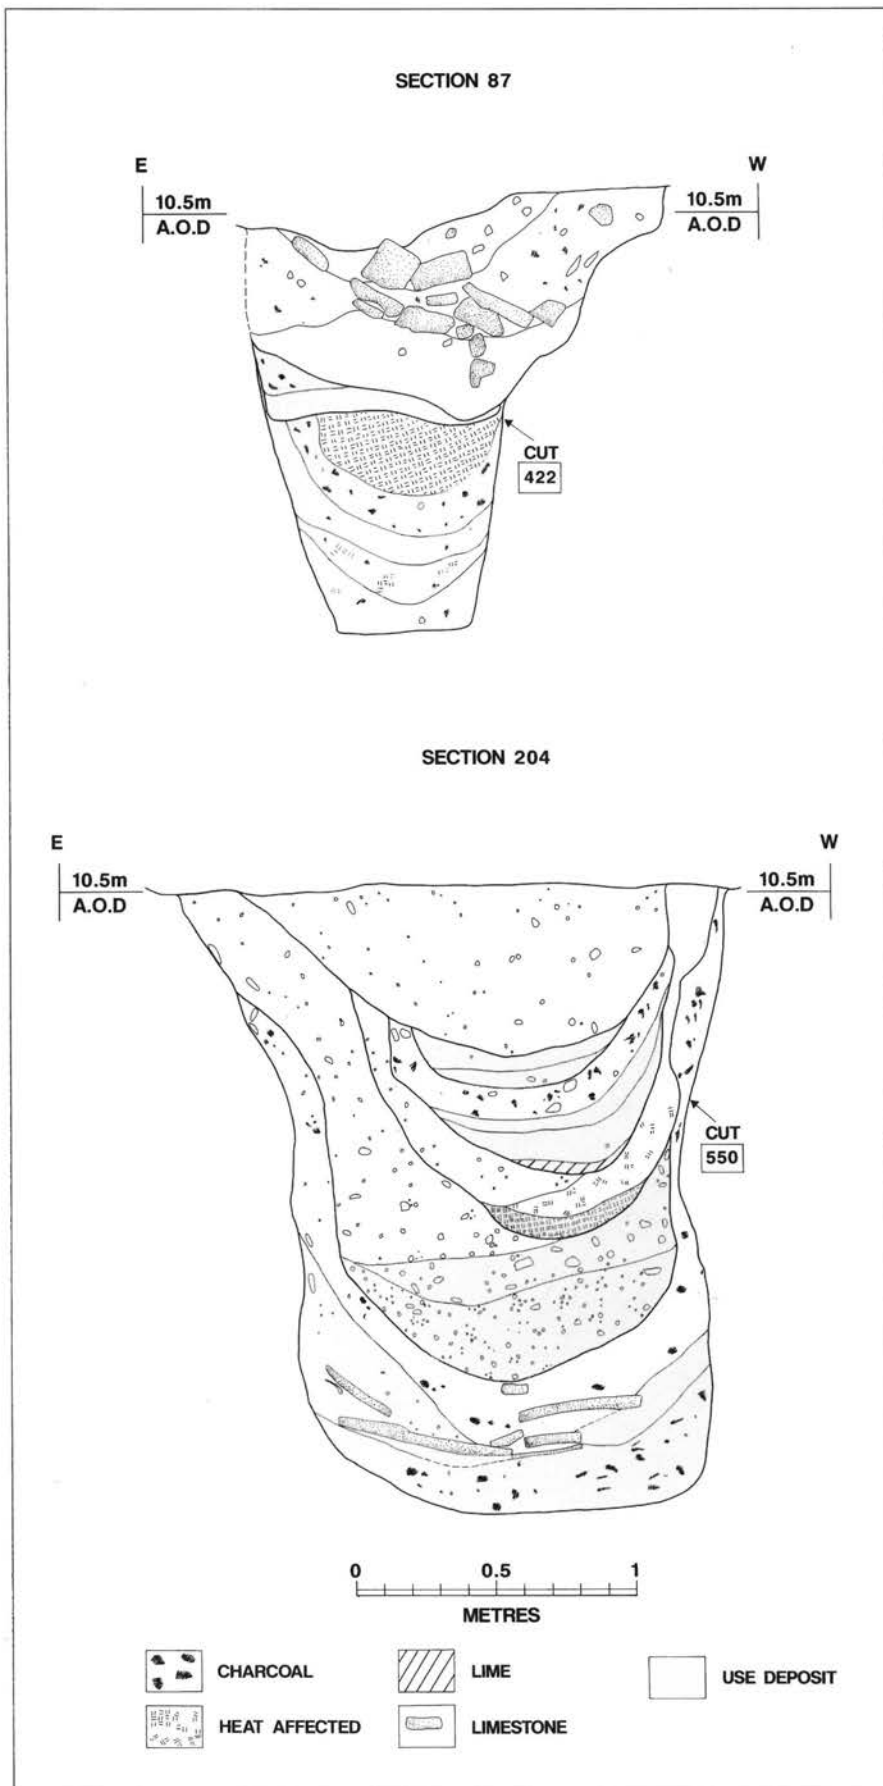 SECTION 87
E W
10.5m 10.5m
A.O.D A.O.D
CUT
422
SECTION 204
E W
10.5m 10.5m
A.O.D A.O.D
CUT
550
0 0.5 1
METRES
CHARCOAL LIME USE DEPOSIT
HEAT AFFECTED LIMESTONE